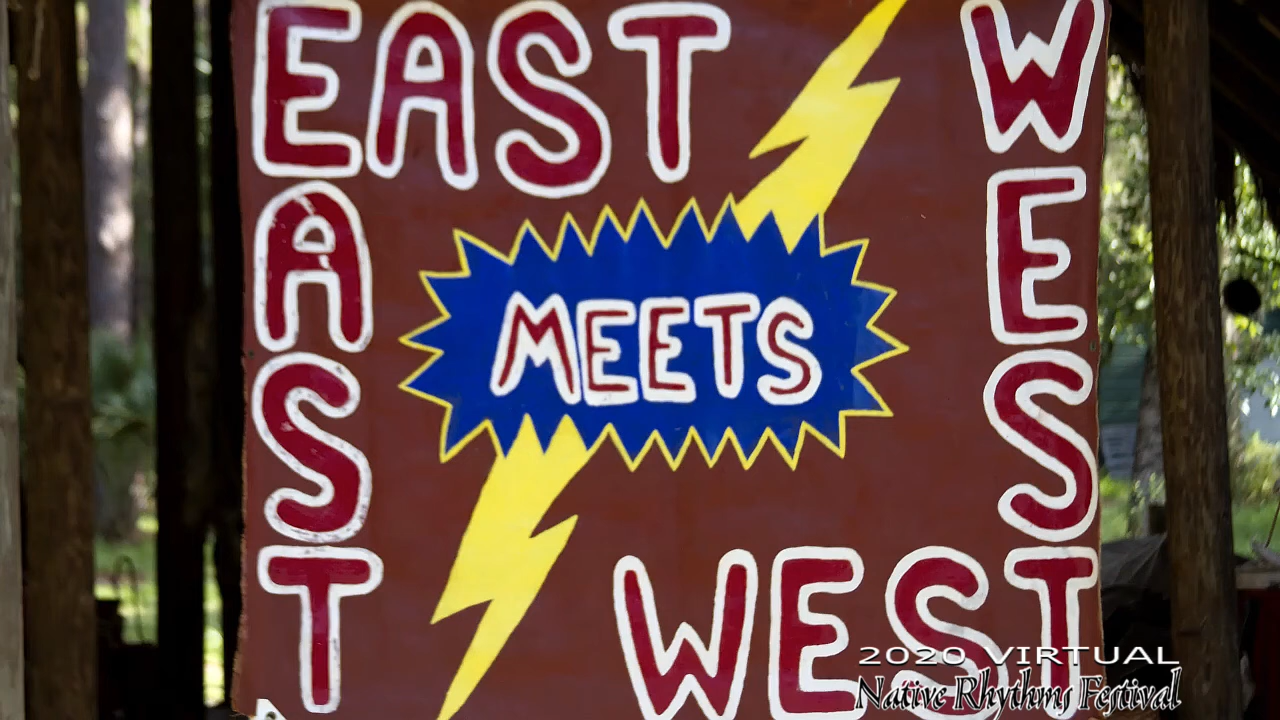 EAST
EAST
WEST
MEETS
WEST
2020 VIRTUAL
Native Rhythms Festival